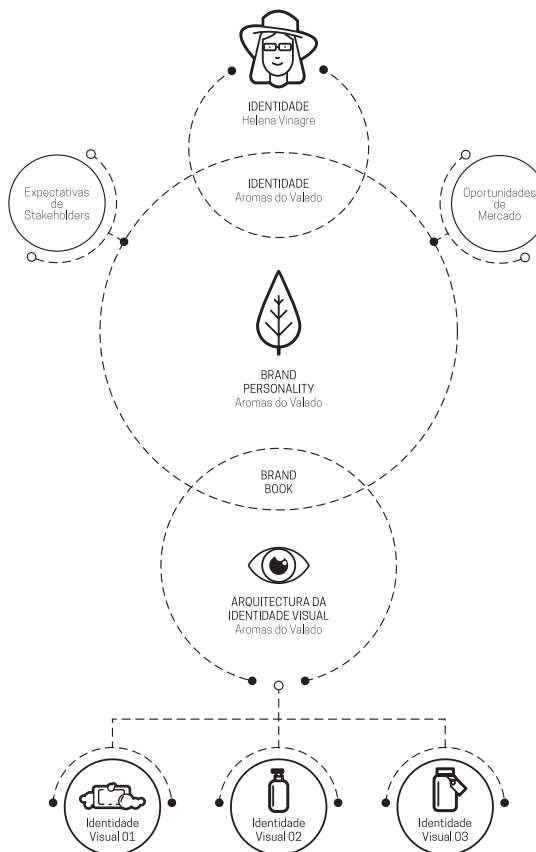 IDENTIDADE
Helena Vinagre
IDENTIDADE
Aromas do Valado
Expectativas
de
Stakeholders
Oportunidades
de
Mercado
BRAND
PERSONALITY
Aromas do Valado
BRAND
BOOK
ARQUITECTURA DA
IDENTIDADE VISUAL
Aromas do Valado
Identidade
Visual 01
Identidade
Visual 02
Identidade
Visual 03